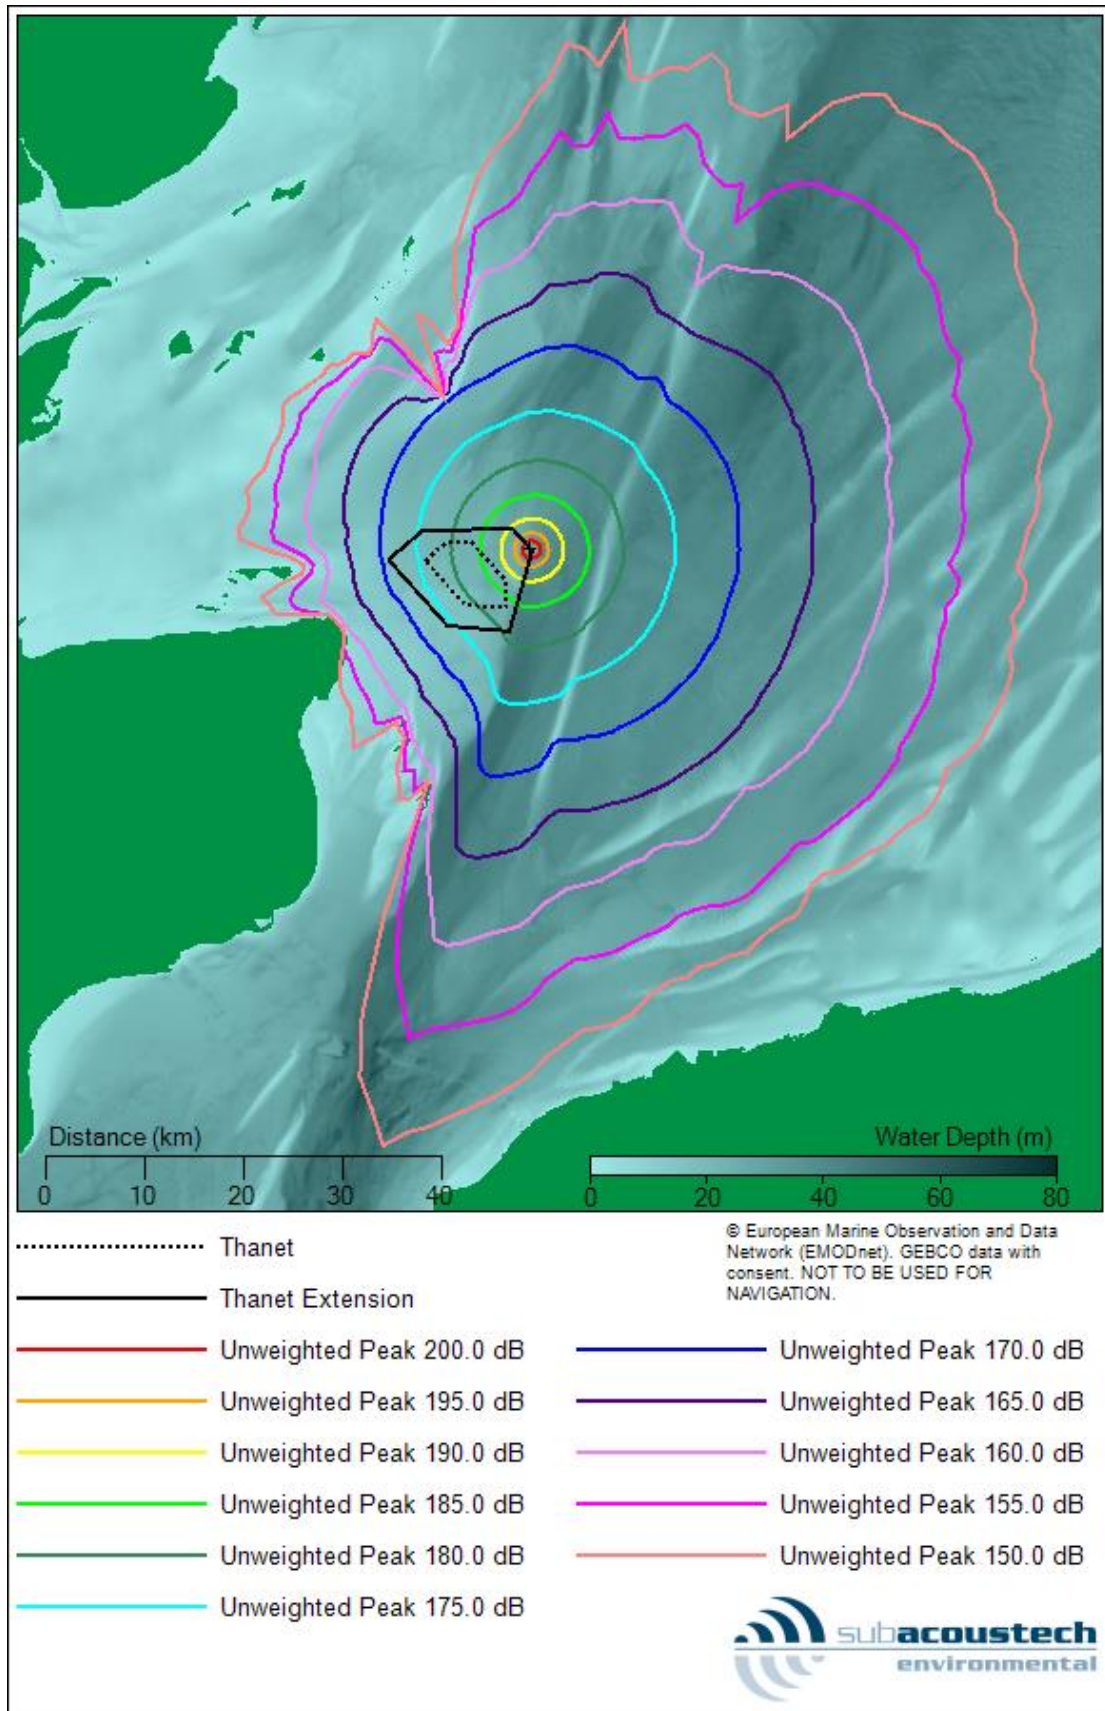 Distance (km)
0 10 20 30 40
Water Depth (m)
0 20 40 60 80
Thanet
Thanet Extension
Unweighted Peak 200.0 dB
Unweighted Peak 195.0 dB
Unweighted Peak 190.0 dB
Unweighted Peak 185.0 dB
Unweighted Peak 180.0 dB
Unweighted Peak 175.0 dB
© European Marine Observation and Data
Network (EMODnet). GEBCO data with
consent. NOT TO BE USED FOR
NAVIGATION.
Unweighted Peak 170.0 dB
Unweighted Peak 165.0 dB
Unweighted Peak 160.0 dB
Unweighted Peak 155.0 dB
Unweighted Peak 150.0 dB
subacoustech
environmental